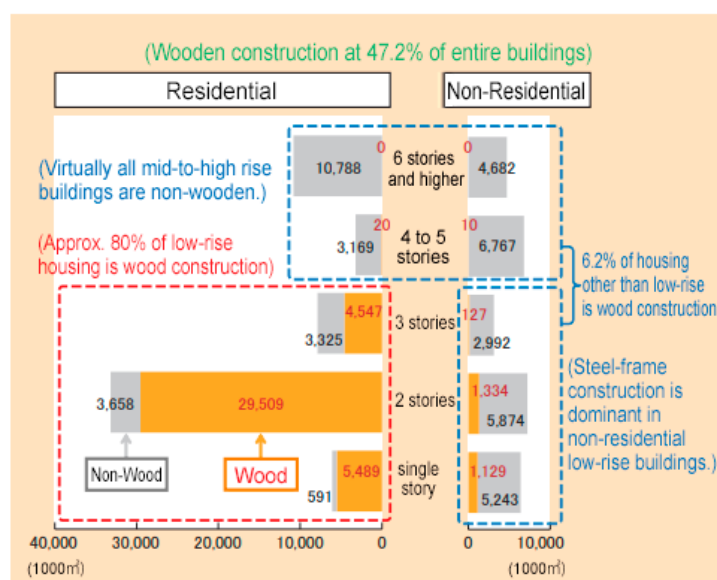 (Wooden construction at 47.2% of entire buildings)
Residential
Non-Residential
(Virtually all mid-to-high rise
buildings are non-wooden.)
0
10,788
6 stories
and higher
0
4,682
(Approx. 80% of low-rise
housing is wood construction)
20
3,169
4 to 5
stories
10
6,767
6.2% of housing
other than low-rise
is wood construction
4,547
3,325
3 stories
127
2,992
3,658
29,509
2 stories
1,334
5,874
(Steel-frame
construction is
dominant in
non-residential
low-rise buildings.)
Non-Wood
Wood
5,489
591
single
story
1,129
5,243
40,000
30,000
20,000
10,000
0
0
10,000
(1000㎡)
(1000㎡)